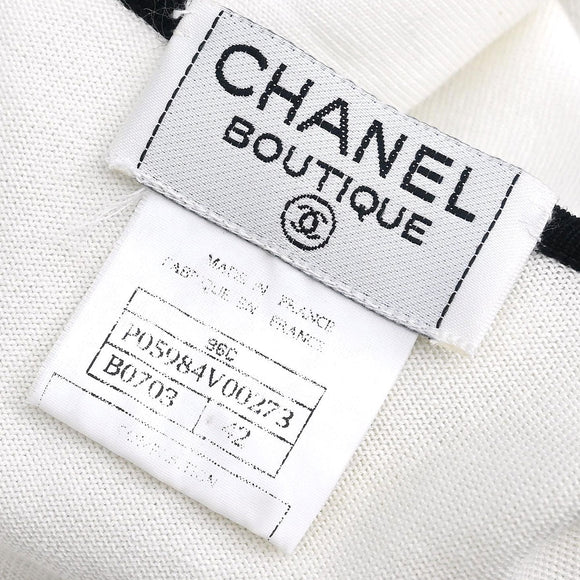 CHANEL
BOUTIQUE
MADE IN FRANCE
FABRIQUE EN FRANCE
96C
P05984V00273
B0703 42